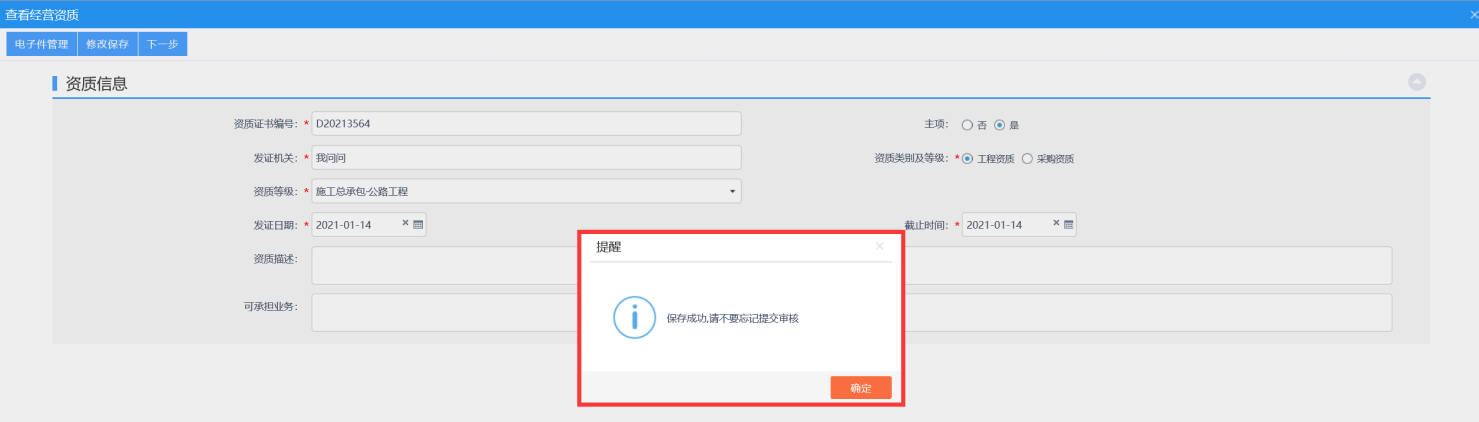 查看经营资质
电子件管理 修改保存 下一步
资质信息
资质证书编号: * D20213564 主项: 否 是
发证机关: * 我问问 资质类别及等级: * 工程资质 采购资质
资质等级: * 施工总承包-公路工程
发证日期: * 2021-01-14 截止时间: * 2021-01-14
资质描述:
可承担业务:
提醒
保存成功,请不要忘记提交审核
确定